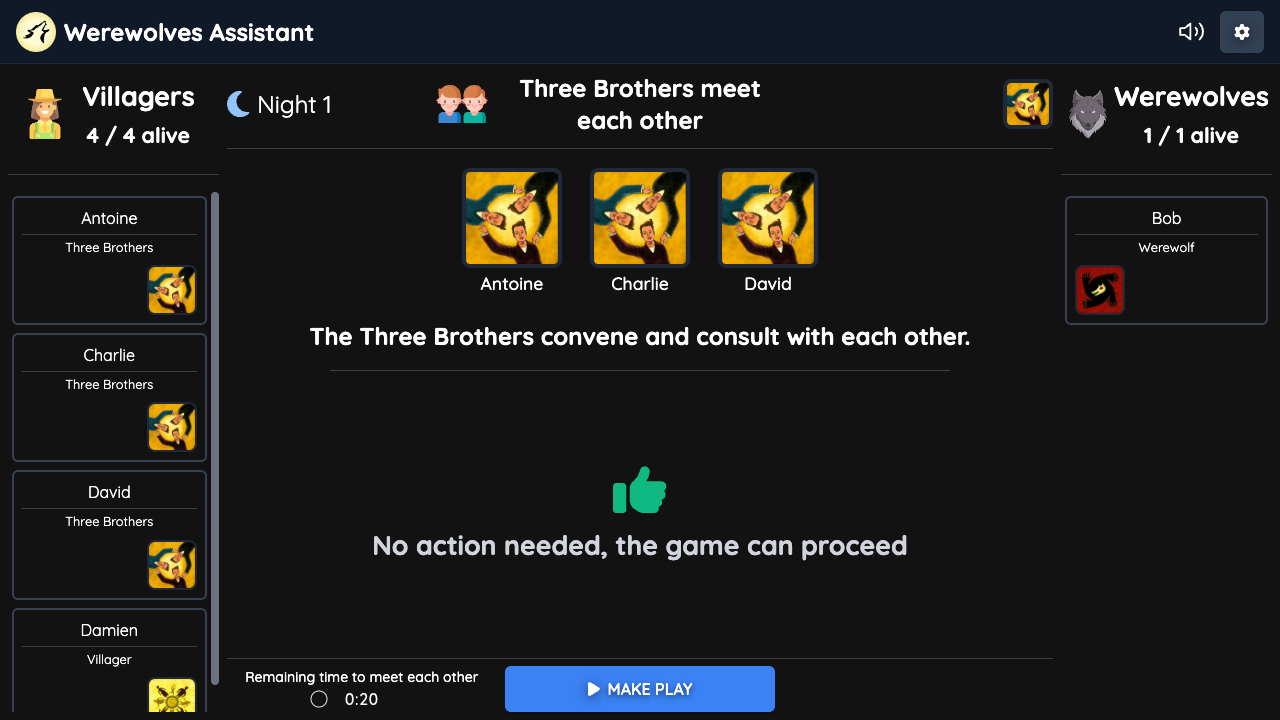 Werewolves Assistant
Villagers
4 / 4 alive
Night 1
Three Brothers meet
each other
Werewolves
1 / 1 alive
Antoine
Three Brothers
Charlie
Three Brothers
David
Three Brothers
Damien
Villager
Antoine
Charlie
David
The Three Brothers convene and consult with each other.
No action needed, the game can proceed
Remaining time to meet each other
0:20
MAKE PLAY
Bob
Werewolf